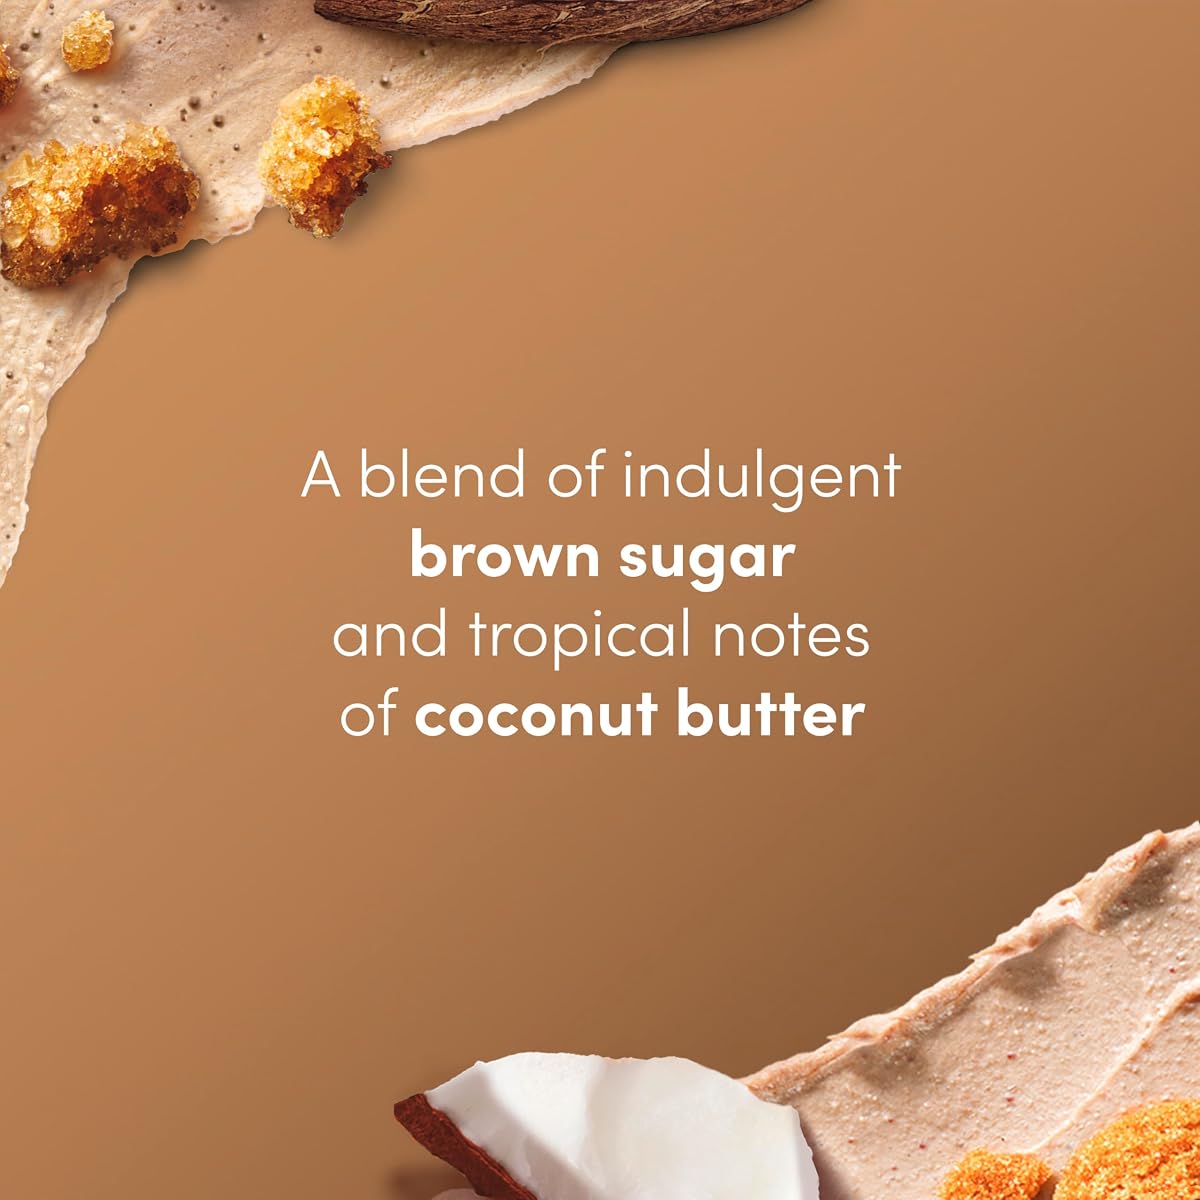 A blend of indulgent
brown sugar
and tropical notes
of coconut butter